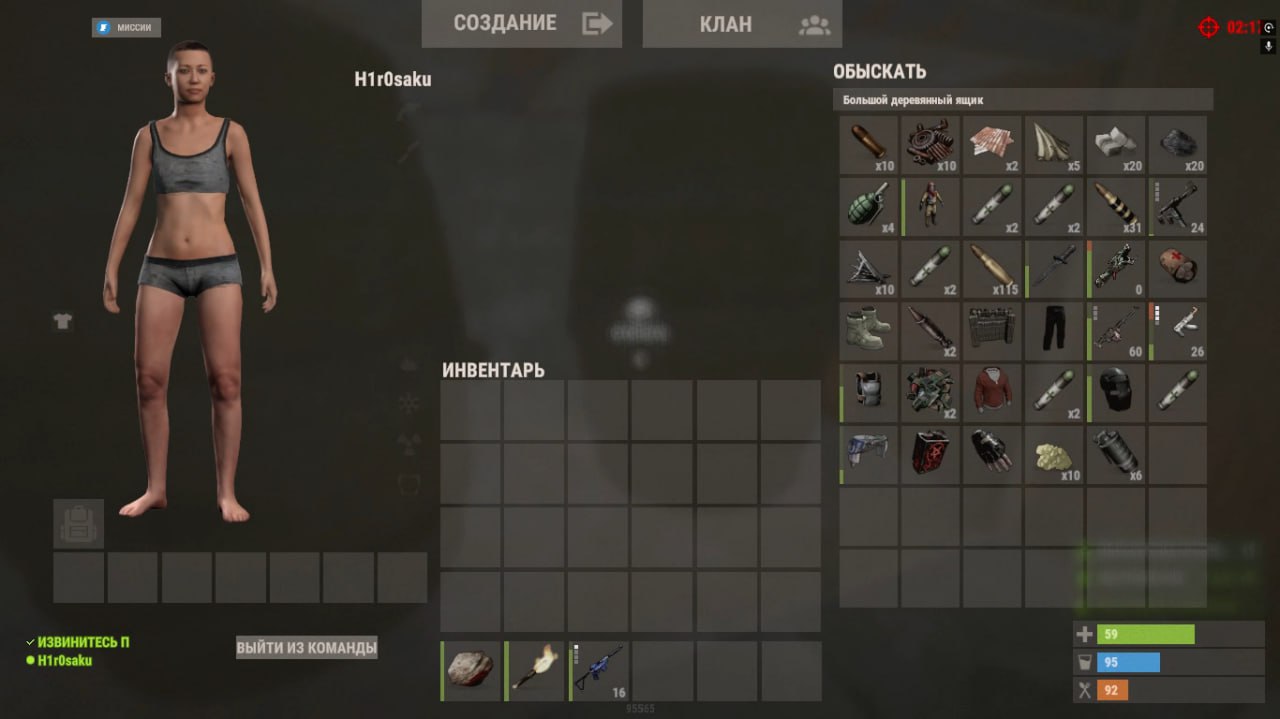 МИССИИ
СОЗДАНИЕ
КЛАН
H1r0saku
ОБЫСКАТЬ
Большой деревянный ящик
x10 x10 x2 x5 x20 x20
x4 x2 x2 x31 24
x10 x2 x115 0
x2 60 26
x2 x2
x10 x6
ИНВЕНТАРЬ
ИЗВИНИТЕСЬ П
H1r0saku
ВЫЙТИ ИЗ КОМАНДЫ
16
59
95
92